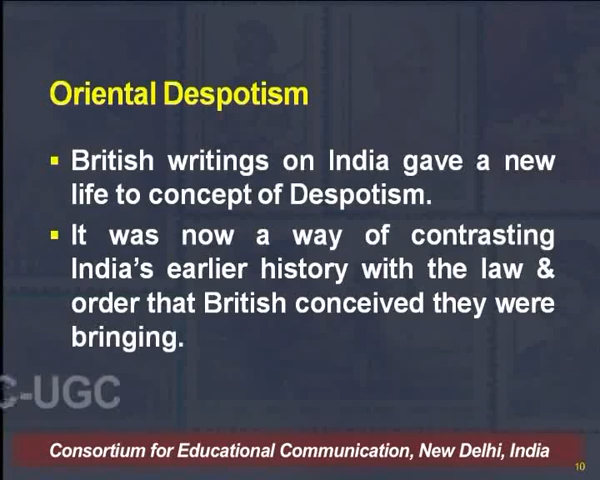 Oriental Despotism
▪ British writings on India gave a new
life to concept of Despotism.
▪ It was now a way of contrasting
India's earlier history with the law &
order that British conceived they were
bringing.
C-UGC
Consortium for Educational Communication, New Delhi, India
10